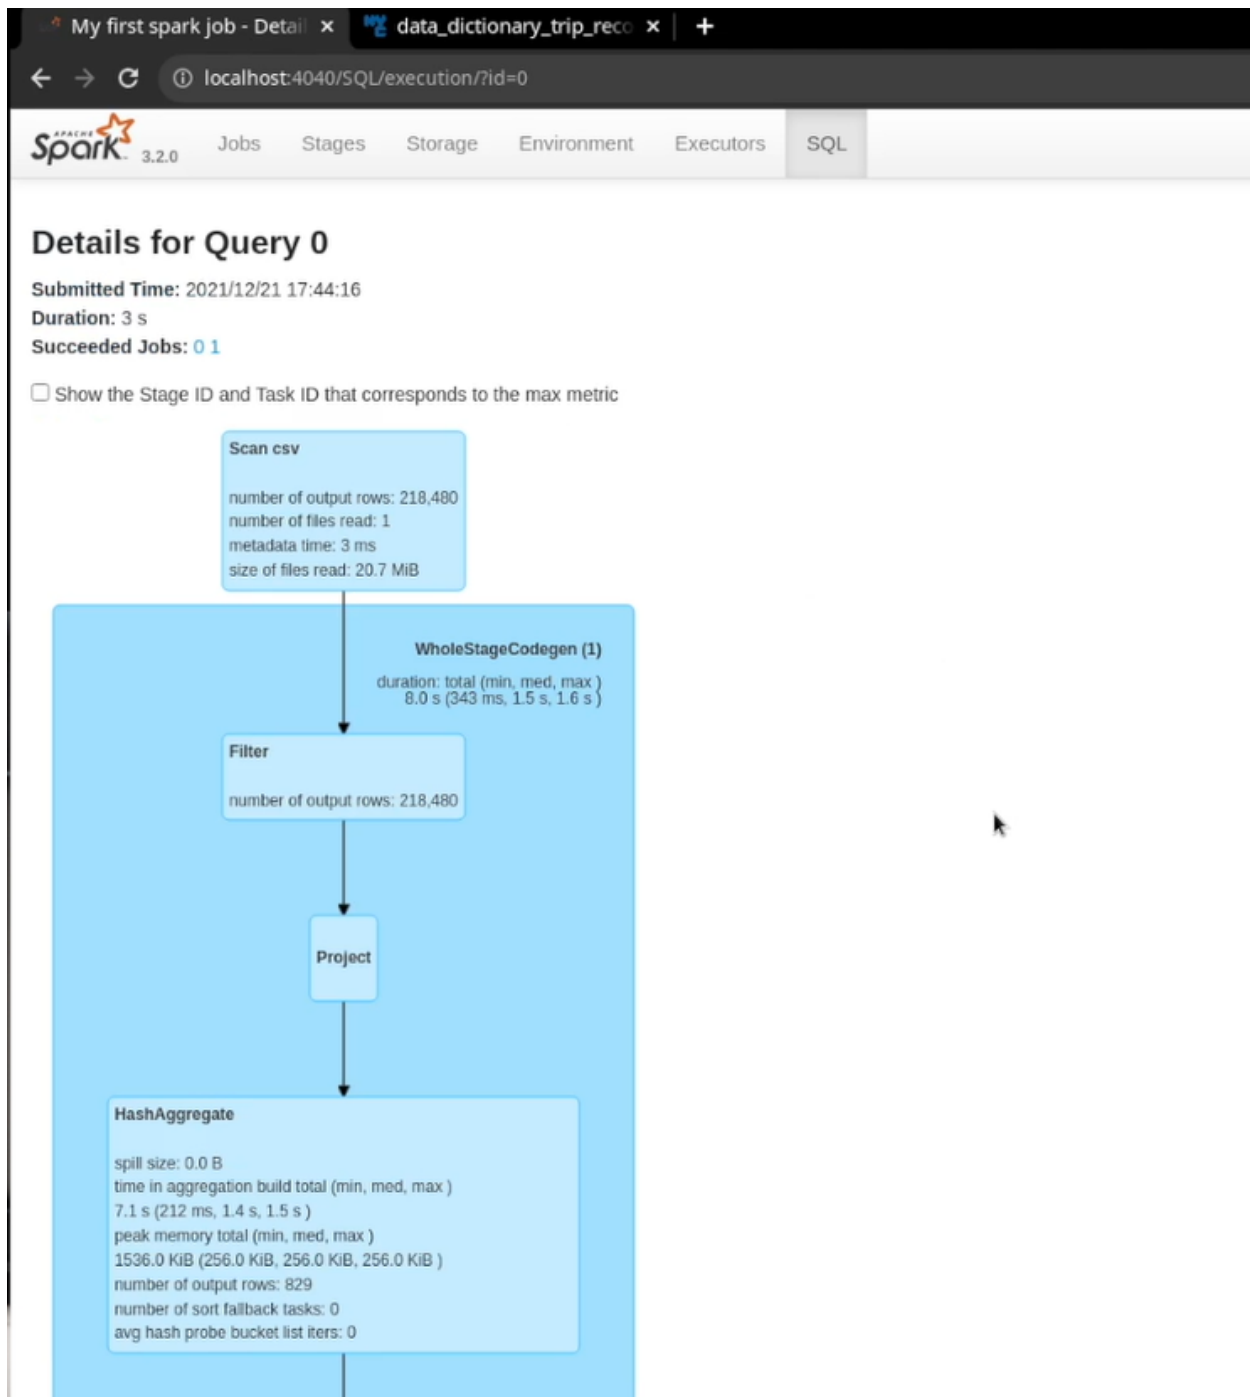 My first spark job - Detail
data_dictionary_trip_reco
localhost:4040/SQL/execution/?id=0
APACHE
Spark 3.2.0
Jobs
Stages
Storage
Environment
Executors
SQL
Details for Query 0
Submitted Time: 2021/12/21 17:44:16
Duration: 3 s
Succeeded Jobs: 0 1
Show the Stage ID and Task ID that corresponds to the max metric
Scan csv
number of output rows: 218,480
number of files read: 1
metadata time: 3 ms
size of files read: 20.7 MiB
WholeStageCodegen (1)
duration: total (min, med, max )
8.0 s (343 ms, 1.5 s, 1.6 s )
Filter
number of output rows: 218,480
Project
HashAggregate
spill size: 0.0 B
time in aggregation build total (min, med, max )
7.1 s (212 ms, 1.4 s, 1.5 s )
peak memory total (min, med, max )
1536.0 KiB (256.0 KiB, 256.0 KiB, 256.0 KiB )
number of output rows: 829
number of sort fallback tasks: 0
avg hash probe bucket list iters: 0